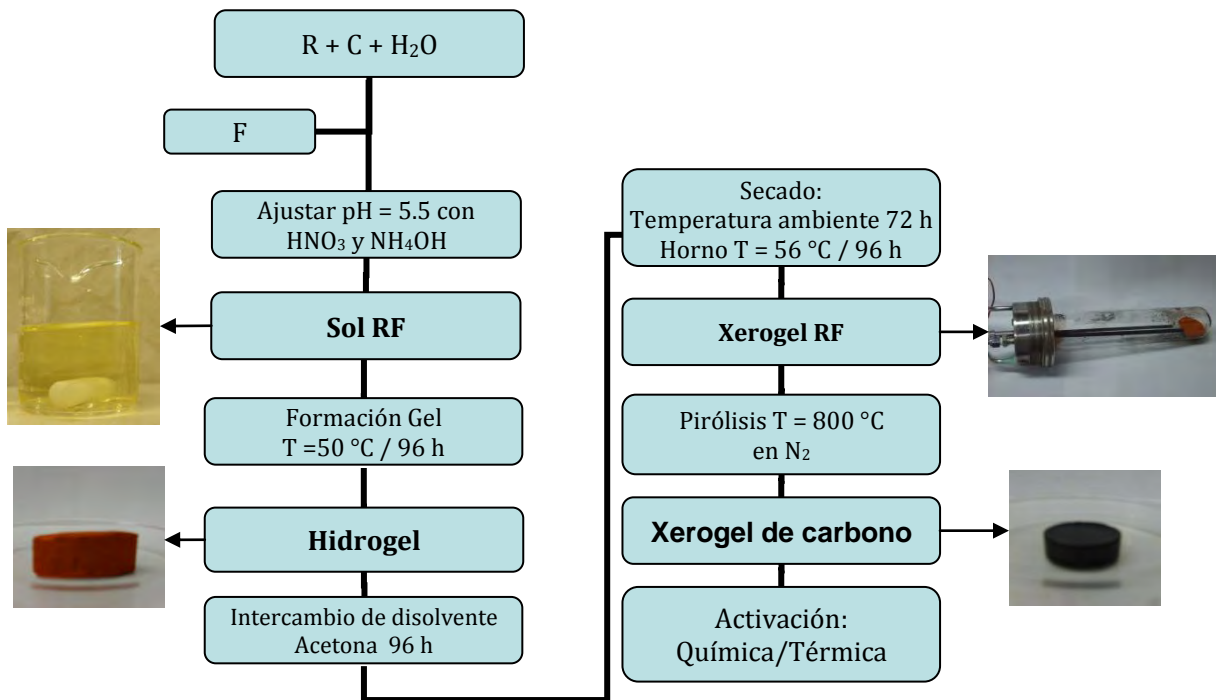 R + C + H₂O
F
Ajustar pH = 5.5 con
HNO₃ y NH₄OH
Sol RF
Formación Gel
T =50 °C / 96 h
Hidrogel
Intercambio de disolvente
Acetona 96 h
Secado:
Temperatura ambiente 72 h
Horno T = 56 °C / 96 h
Xerogel RF
Pirólisis T = 800 °C
en N₂
Xerogel de carbono
Activación:
Química/Térmica